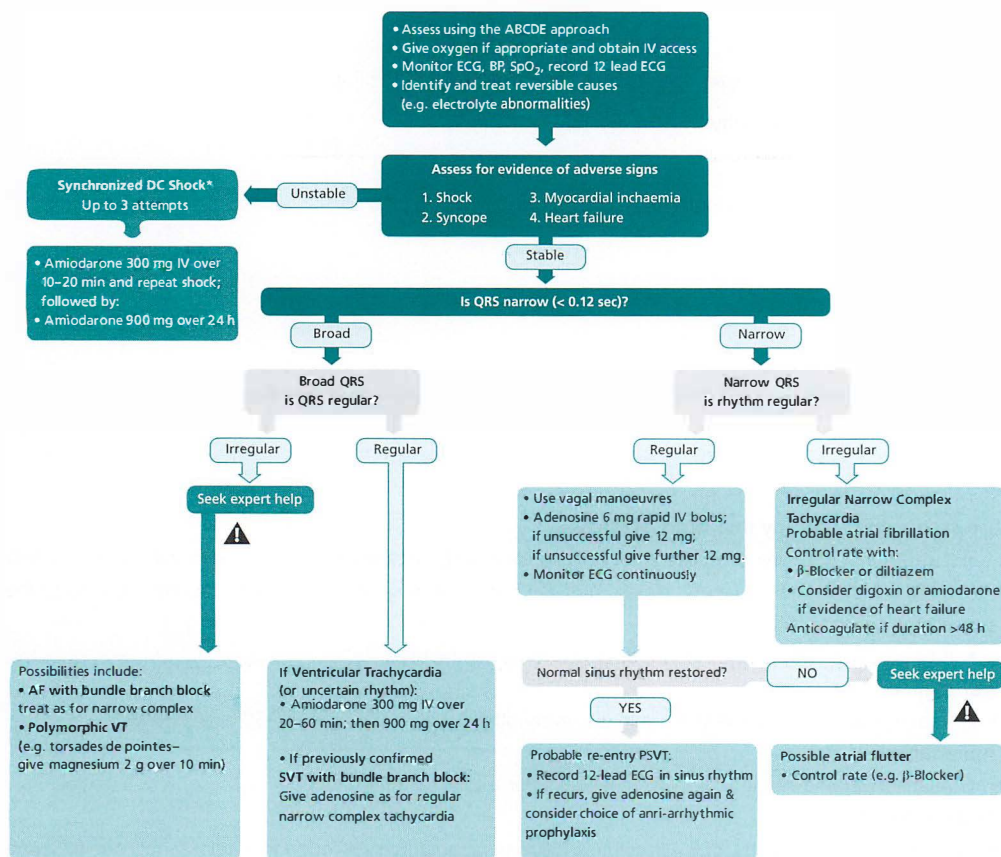 • Assess using the ABCDE approach
• Give oxygen if appropriate and obtain IV access
• Monitor ECG, BP, SpO₂, record 12 lead ECG
• Identify and treat reversible causes
(e.g. electrolyte abnormalities)
Assess for evidence of adverse signs
1. Shock 3. Myocardial inchaemia
2. Syncope 4. Heart failure
Unstable
Synchronized DC Shock*
Up to 3 attempts
• Amiodarone 300 mg IV over
10–20 min and repeat shock;
followed by:
• Amiodarone 900 mg over 24 h
Stable
Is QRS narrow (< 0.12 sec)?
Broad
Narrow
Broad QRS
is QRS regular?
Narrow QRS
is rhythm regular?
Irregular
Regular
Regular
Irregular
Seek expert help
• Use vagal manoeuvres
• Adenosine 6 mg rapid IV bolus;
if unsuccessful give 12 mg;
if unsuccessful give further 12 mg.
• Monitor ECG continuously
Irregular Narrow Complex
Tachycardia
Probable atrial fibrillation
Control rate with:
• β-Blocker or diltiazem
• Consider digoxin or amiodarone
if evidence of heart failure
Anticoagulate if duration >48 h
Possibilities include:
• AF with bundle branch block
treat as for narrow complex
• Polymorphic VT
(e.g. torsades de pointes–
give magnesium 2 g over 10 min)
If Ventricular Trachycardia
(or uncertain rhythm):
• Amiodarone 300 mg IV over
20–60 min; then 900 mg over 24 h
• If previously confirmed
SVT with bundle branch block:
Give adenosine as for regular
narrow complex tachycardia
Normal sinus rhythm restored?
NO
Seek expert help
YES
Probable re-entry PSVT:
• Record 12-lead ECG in sinus rhythm
• If recurs, give adenosine again &
consider choice of anri-arrhythmic
prophylaxis
Possible atrial flutter
• Control rate (e.g. β-Blocker)